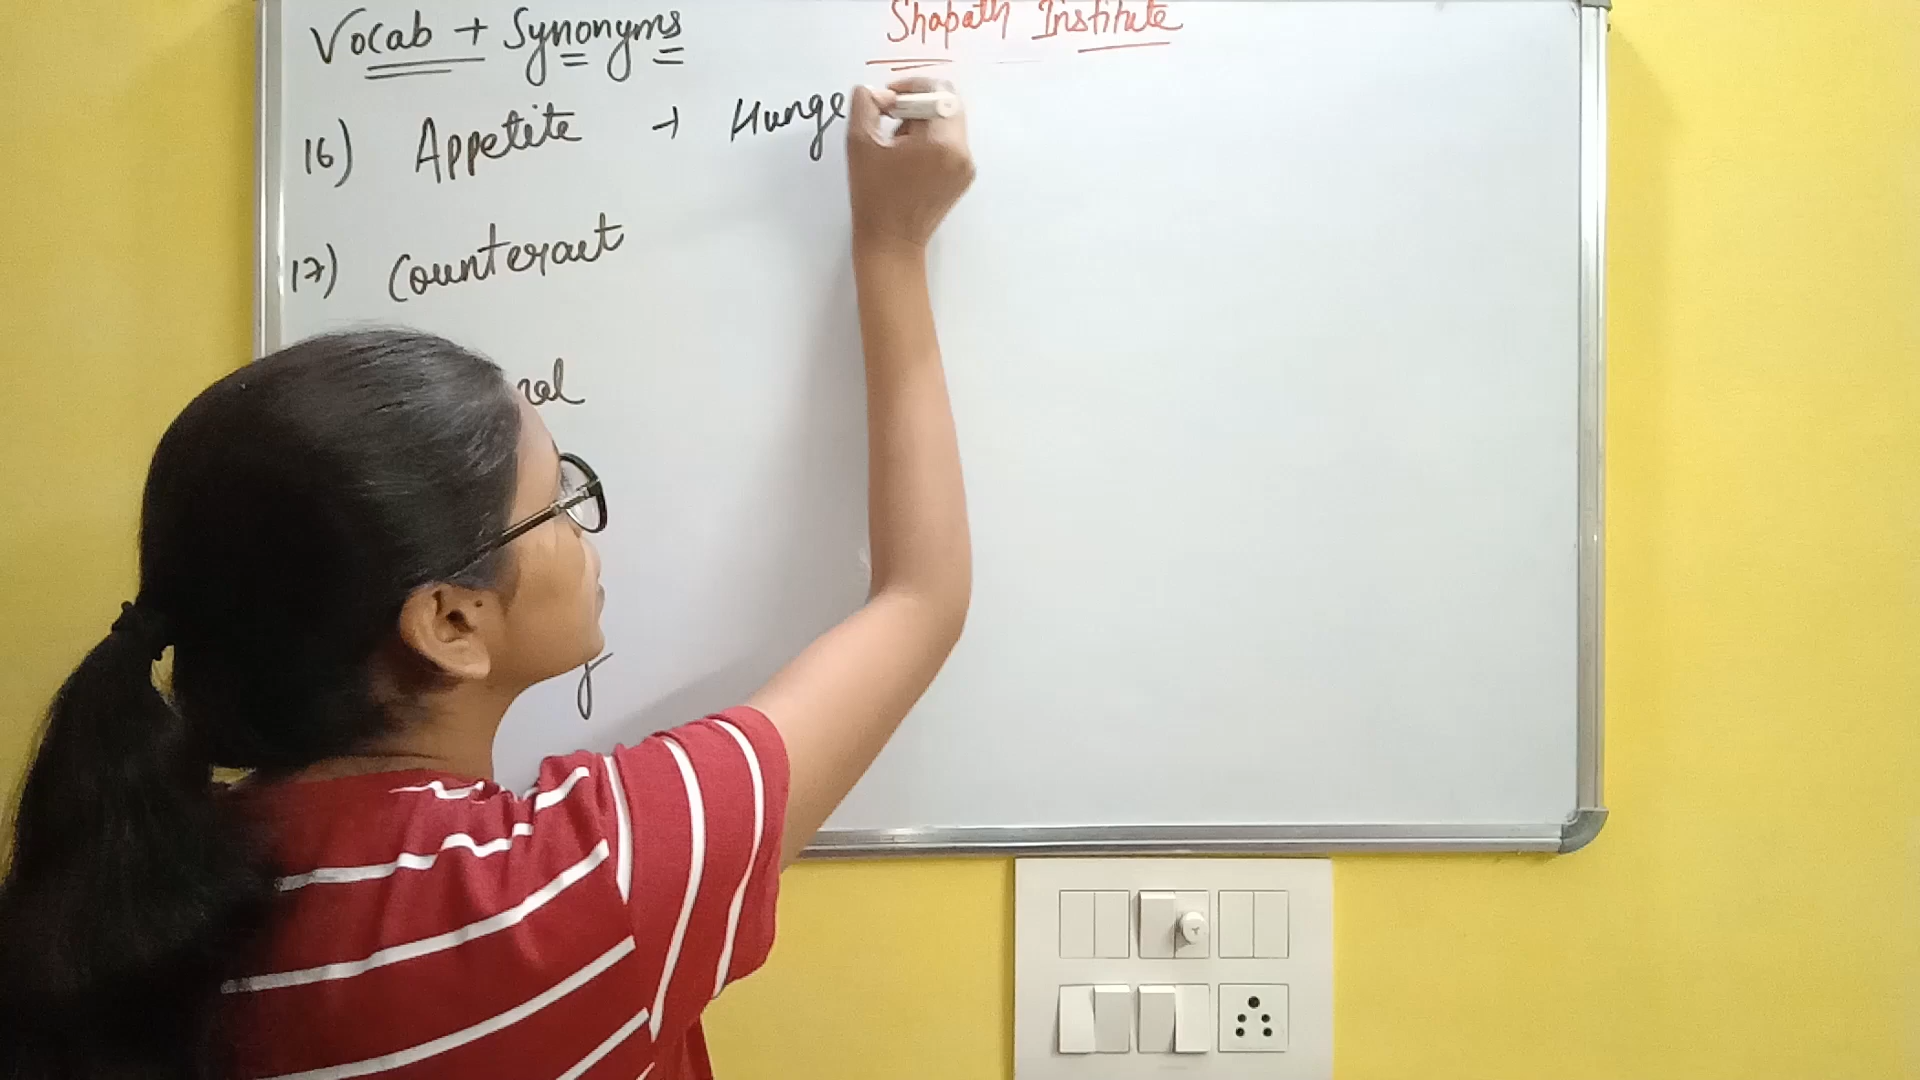 Vocab + Synonyms
Shapath Institute
16) Appetite → Hunge
17) Counteract